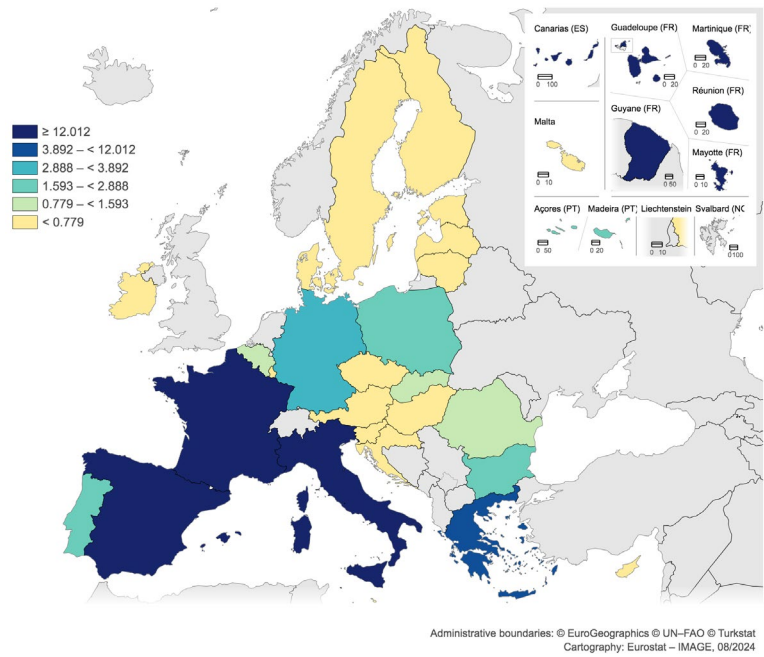 ≥ 12.012
3.892 – < 12.012
2.888 – < 3.892
1.593 – < 2.888
0.779 – < 1.593
< 0.779
Canarias (ES)
0 100
Guadeloupe (FR)
0 20
Martinique (FR
0 20
Malta
0 10
Guyane (FR)
0 50
Réunion (FR)
0 20
Mayotte (FR)
0 10
Açores (PT)
0 50
Madeira (PT)
0 20
Liechtenstein
0 10
Svalbard (NO
0 100
Administrative boundaries: © EuroGeographics © UN–FAO © Turkstat
Cartography: Eurostat – IMAGE, 08/2024